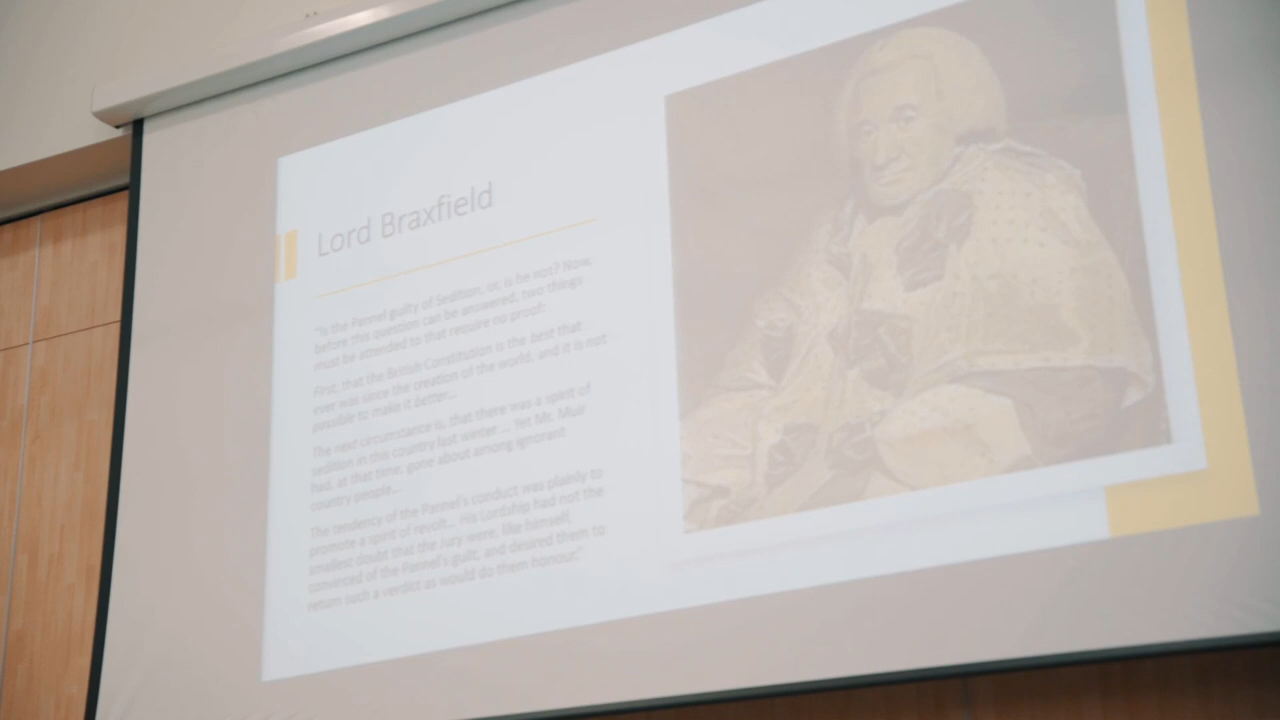 Lord Braxfield
"Is the Pannel guilty of Sedition, or, is he not? Now,
before this question can be answered, two things
must be attended to that require no proof:
First, that the British Constitution is the best that
ever was since the creation of the world, and it is not
possible to make it better...
The next circumstance is, that there was a spirit of
sedition in this country last winter ... Yet Mr. Muir
had, at that time, gone about among ignorant
country people...
The tendency of the Pannel's conduct was plainly to
promote a spirit of revolt... His Lordship had not the
smallest doubt that the Jury were, like himself,
convinced of the Pannel's guilt; and desired them to
return such a verdict as would do them honour."